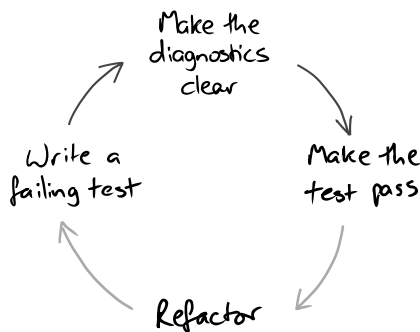 Make the
diagnostics
clear
Write a
failing test
Make the
test pass
Refactor